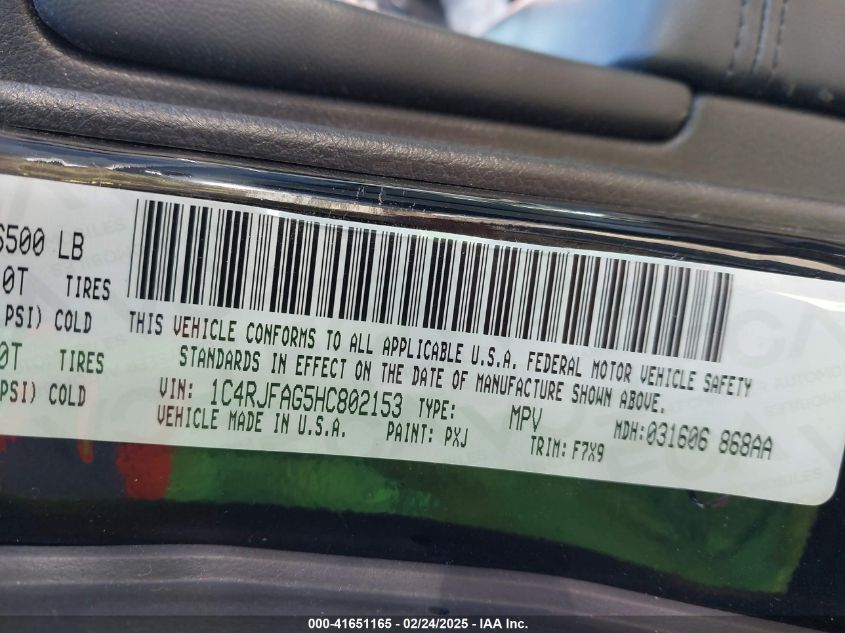 6500 LB
0T TIRES
PSI) COLD
0T TIRES
PSI) COLD
THIS VEHICLE CONFORMS TO ALL APPLICABLE U.S.A. FEDERAL MOTOR VEHICLE SAFETY
STANDARDS IN EFFECT ON THE DATE OF MANUFACTURE SHOWN ABOVE.
VIN: 1C4RJFAG5HC802153 TYPE: MPV MDH:031606 868AA
VEHICLE MADE IN U.S.A. PAINT: PXJ TRIM: F7X9
000-41651165 - 02/24/2025 - IAA Inc.